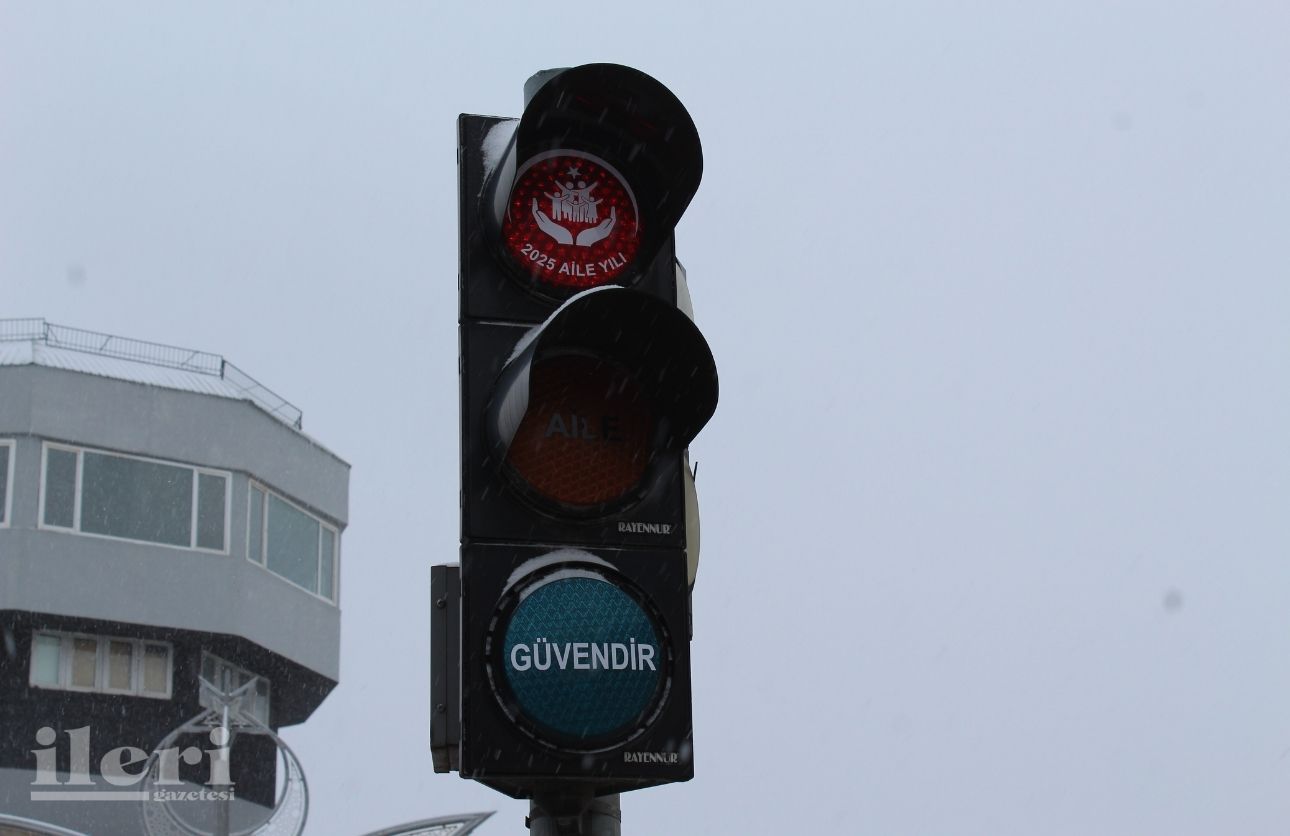 2025 AİLE YILI
AİLE
RAYENNUR
GÜVENDİR
RAYENNUR
ileri
gazetesi